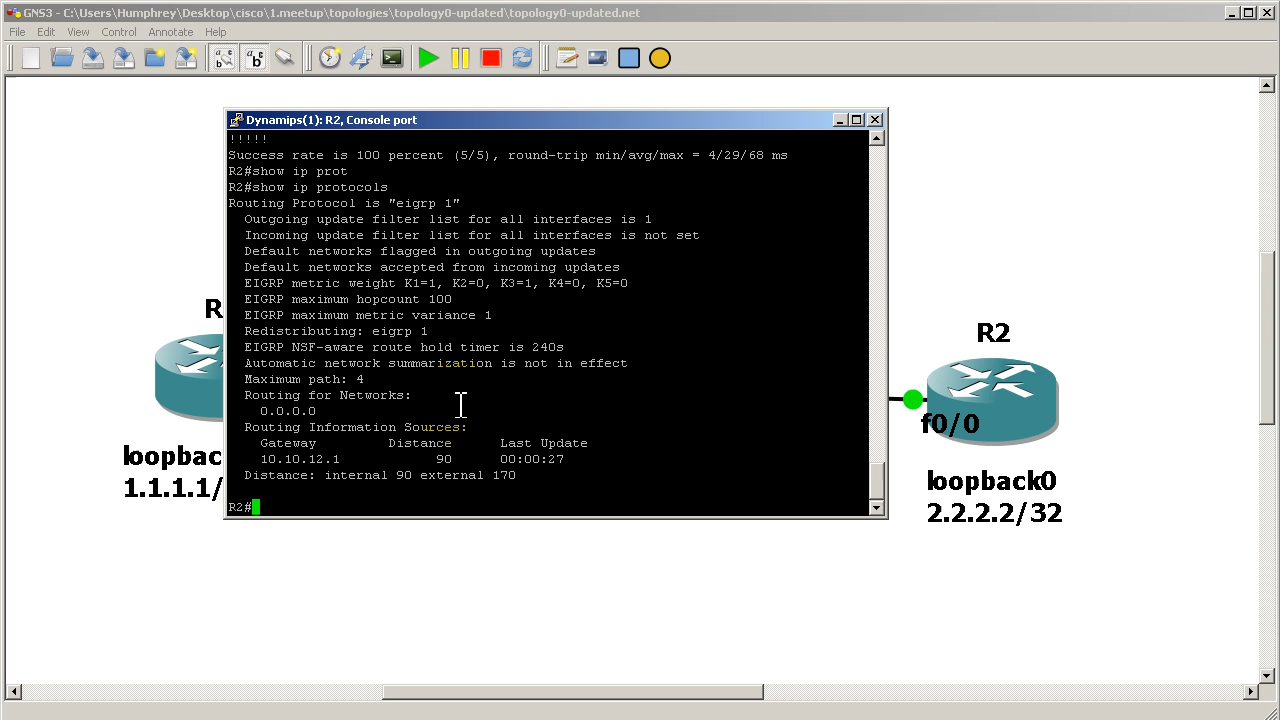 GNS3 - C:\Users\Humphrey\Desktop\cisco\1.meetup\topologies\topology0-updated\topology0-updated.net
File Edit View Control Annotate Help
Dynamips(1): R2, Console port
!!!!!
Success rate is 100 percent (5/5), round-trip min/avg/max = 4/29/68 ms
R2#show ip prot
R2#show ip protocols
Routing Protocol is "eigrp 1"
Outgoing update filter list for all interfaces is 1
Incoming update filter list for all interfaces is not set
Default networks flagged in outgoing updates
Default networks accepted from incoming updates
EIGRP metric weight K1=1, K2=0, K3=1, K4=0, K5=0
EIGRP maximum hopcount 100
EIGRP maximum metric variance 1
Redistributing: eigrp 1
EIGRP NSF-aware route hold timer is 240s
Automatic network summarization is not in effect
Maximum path: 4
Routing for Networks:
0.0.0.0
Routing Information Sources:
Gateway Distance Last Update
10.10.12.1 90 00:00:27
Distance: internal 90 external 170
R2#
R
loopbac
1.1.1.1/
R2
f0/0
loopback0
2.2.2.2/32